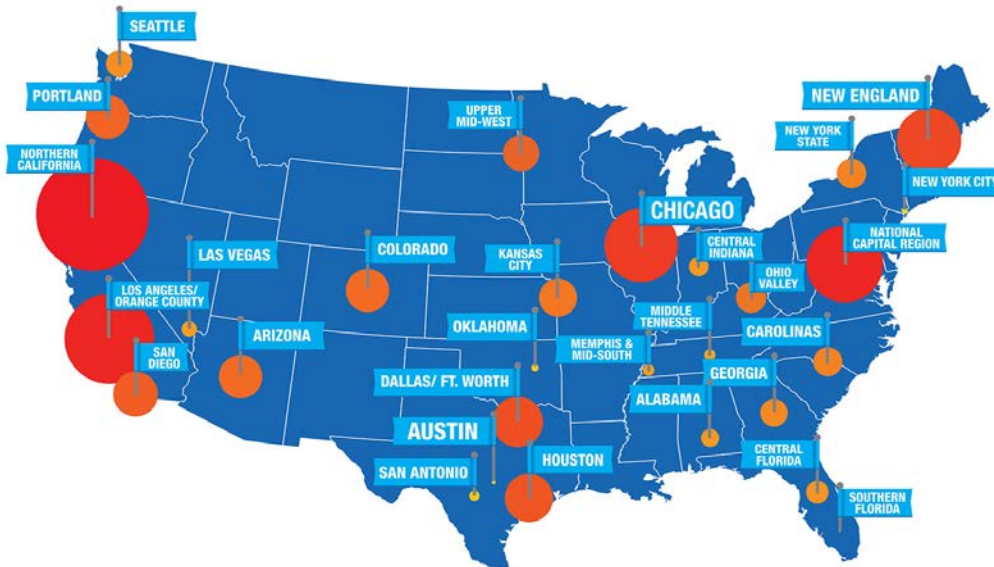 SEATTLE
PORTLAND
NORTHERN
CALIFORNIA
LAS VEGAS
LOS ANGELES/
ORANGE COUNTY
SAN
DIEGO
ARIZONA
COLORADO
UPPER
MID-WEST
KANSAS
CITY
OKLAHOMA
DALLAS/ FT. WORTH
AUSTIN
SAN ANTONIO
HOUSTON
CHICAGO
CENTRAL
INDIANA
OHIO
VALLEY
MIDDLE
TENNESSEE
MEMPHIS &
MID-SOUTH
ALABAMA
GEORGIA
CAROLINAS
CENTRAL
FLORIDA
SOUTHERN
FLORIDA
NEW ENGLAND
NEW YORK
STATE
NEW YORK CITY
NATIONAL
CAPITAL REGION